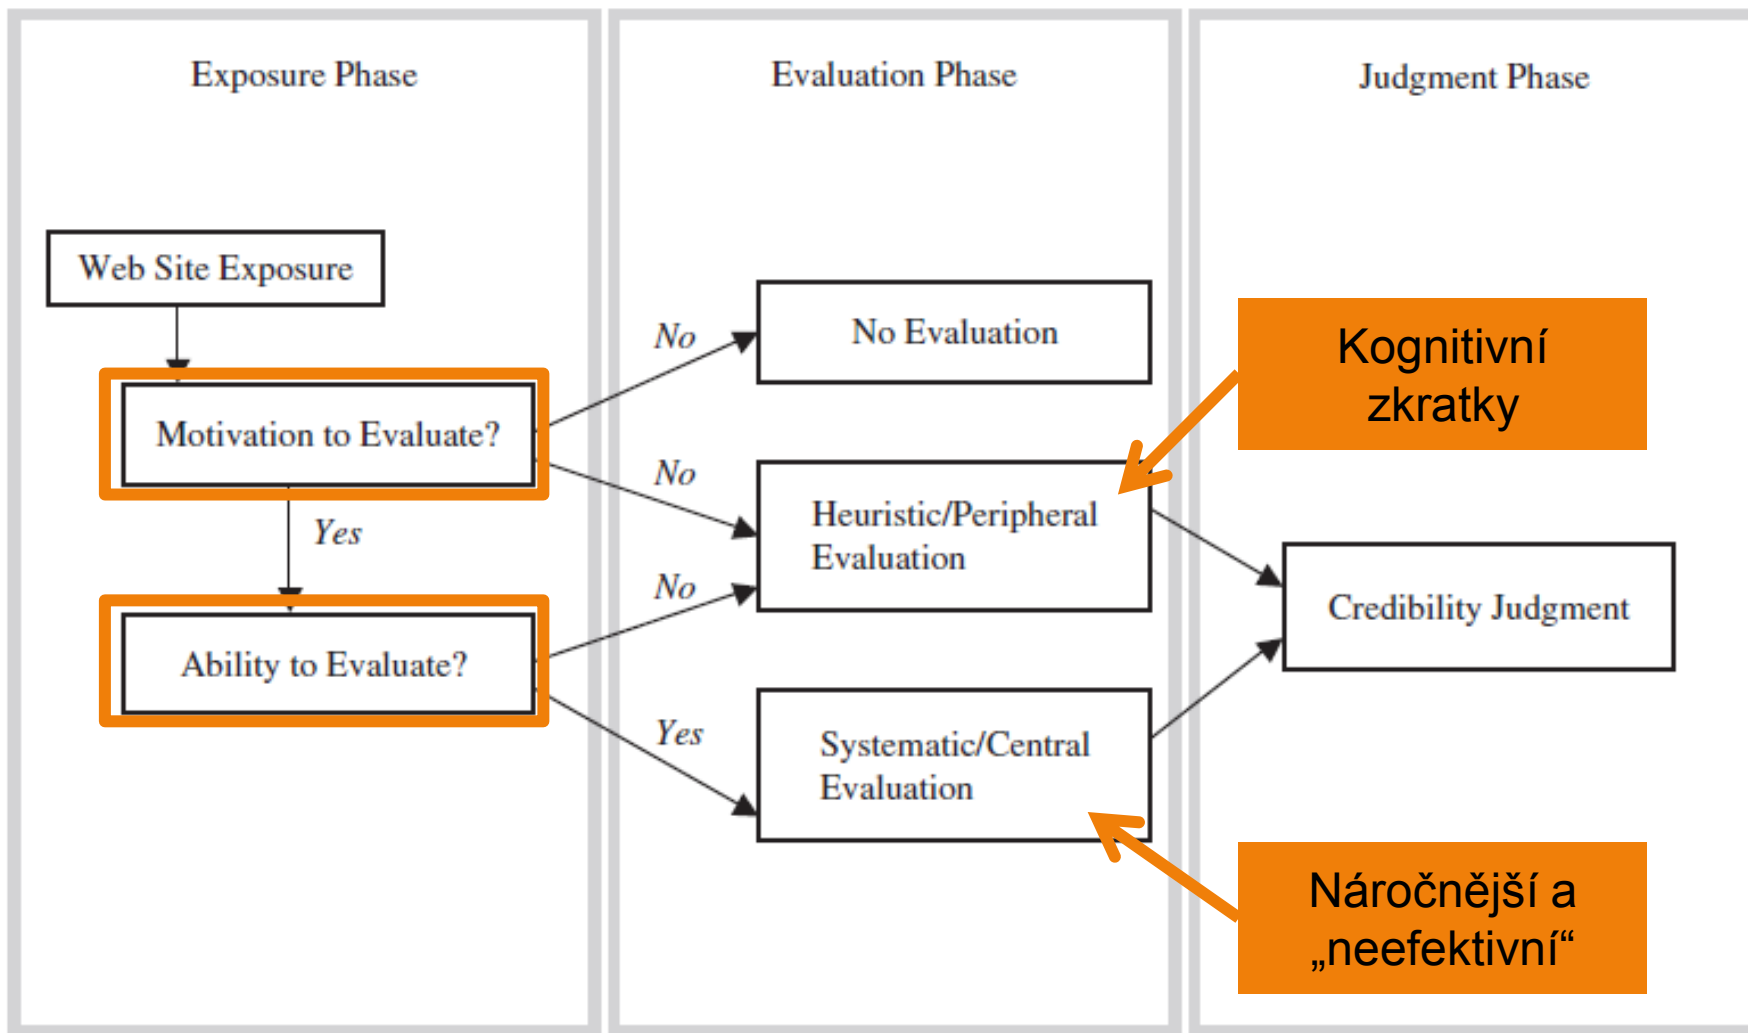 Exposure Phase
Evaluation Phase
Judgment Phase
Web Site Exposure
Motivation to Evaluate?
Yes
Ability to Evaluate?
No
No
No
Yes
No Evaluation
Heuristic/Peripheral
Evaluation
Systematic/Central
Evaluation
Kognitivní
zkratky
Credibility Judgment
Náročnější a
„neefektivní“